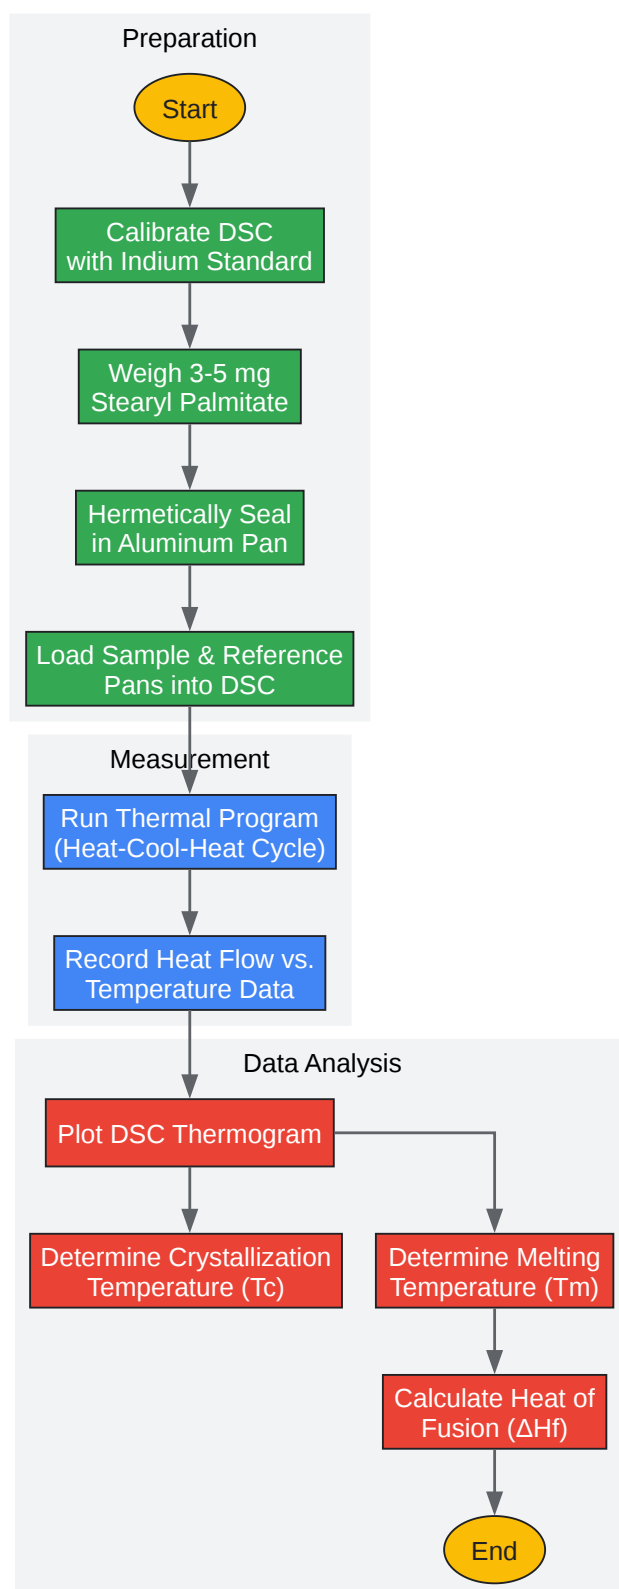 Preparation
Start
Calibrate DSC
with Indium Standard
Weigh 3-5 mg
Stearyl Palmitate
Hermetically Seal
in Aluminum Pan
Load Sample & Reference
Pans into DSC
Measurement
Run Thermal Program
(Heat-Cool-Heat Cycle)
Record Heat Flow vs.
Temperature Data
Data Analysis
Plot DSC Thermogram
Determine Crystallization
Temperature (Tc)
Determine Melting
Temperature (Tm)
Calculate Heat of
Fusion (ΔHf)
End